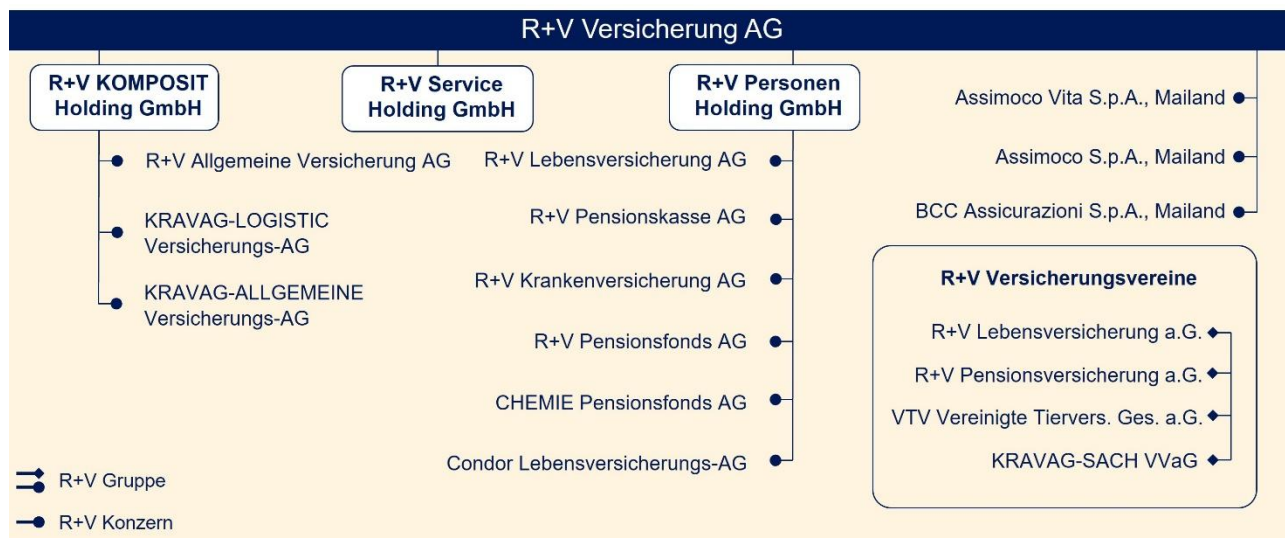 R+V Versicherung AG
R+V KOMPOSIT
Holding GmbH
R+V Allgemeine Versicherung AG
KRAVAG-LOGISTIC
Versicherungs-AG
KRAVAG-ALLGEMEINE
Versicherungs-AG
R+V Service
Holding GmbH
R+V Personen
Holding GmbH
R+V Lebensversicherung AG
R+V Pensionskasse AG
R+V Krankenversicherung AG
R+V Pensionsfonds AG
CHEMIE Pensionsfonds AG
Condor Lebensversicherungs-AG
Assimoco Vita S.p.A., Mailand
Assimoco S.p.A., Mailand
BCC Assicurazioni S.p.A., Mailand
R+V Versicherungsvereine
R+V Lebensversicherung a.G.
R+V Pensionsversicherung a.G.
VTV Vereinigte Tiervers. Ges. a.G.
KRAVAG-SACH VVaG
R+V Gruppe
R+V Konzern